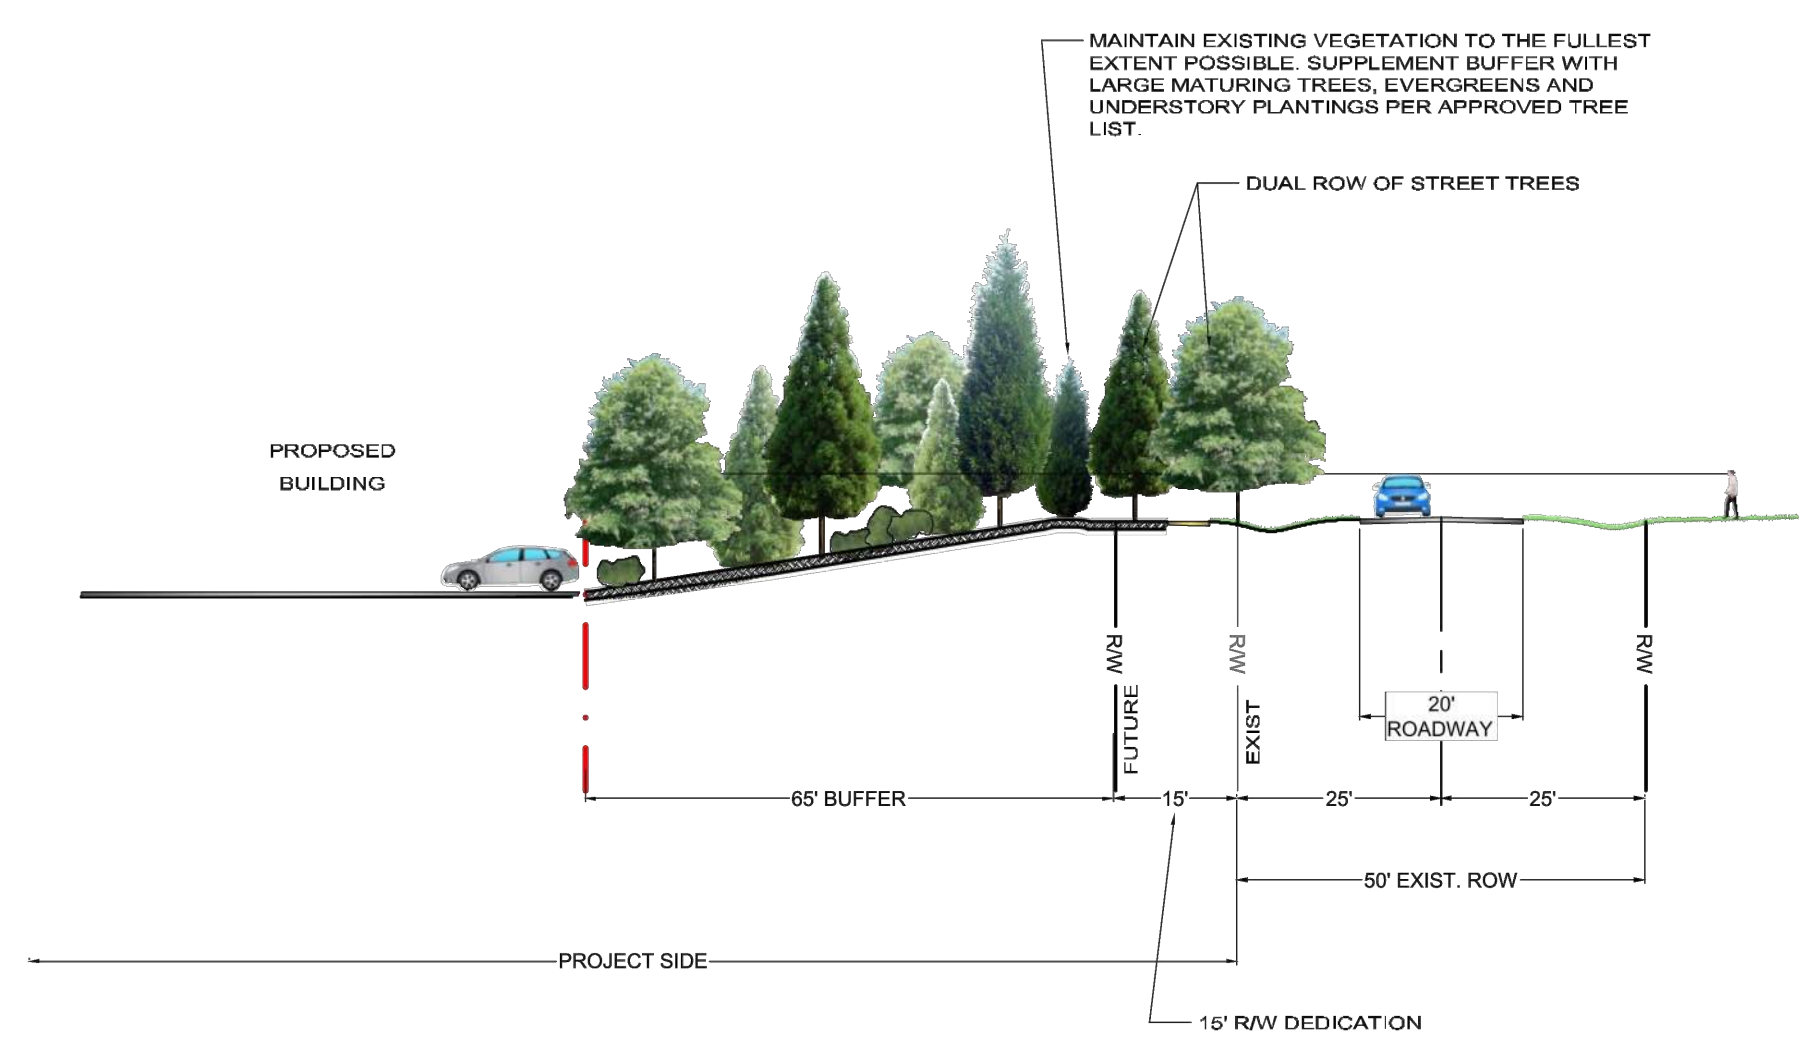 MAINTAIN EXISTING VEGETATION TO THE FULLEST
EXTENT POSSIBLE. SUPPLEMENT BUFFER WITH
LARGE MATURING TREES, EVERGREENS AND
UNDERSTORY PLANTINGS PER APPROVED TREE
LIST.
DUAL ROW OF STREET TREES
PROPOSED
BUILDING
R/W
FUTURE
R/W
EXIST
R/W
20'
ROADWAY
65' BUFFER
15'
25'
25'
50' EXIST. ROW
PROJECT SIDE
15' R/W DEDICATION